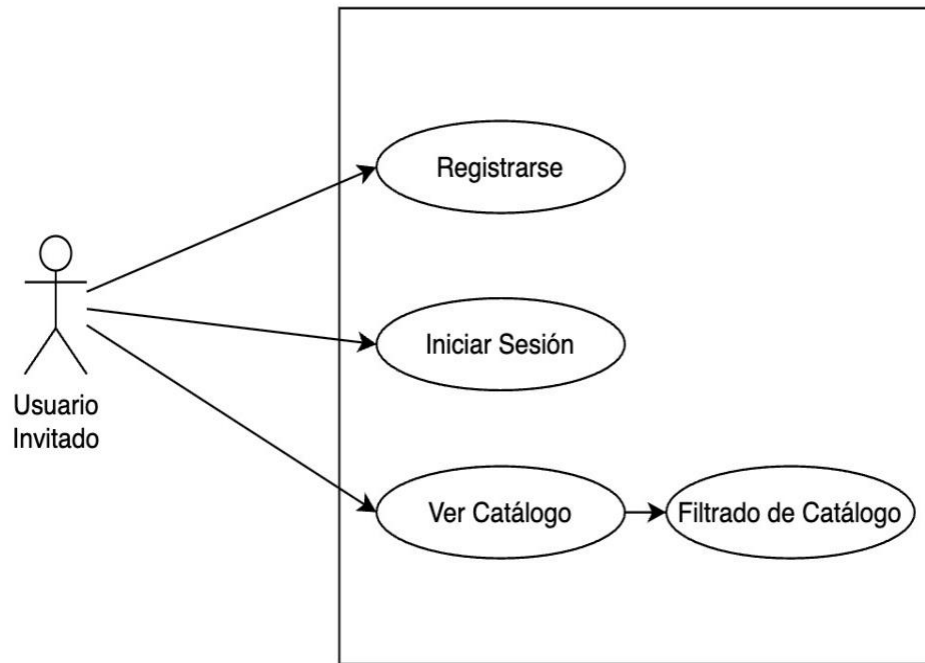 Registrarse
Iniciar Sesión
Usuario
Invitado
Ver Catálogo
Filtrado de Catálogo